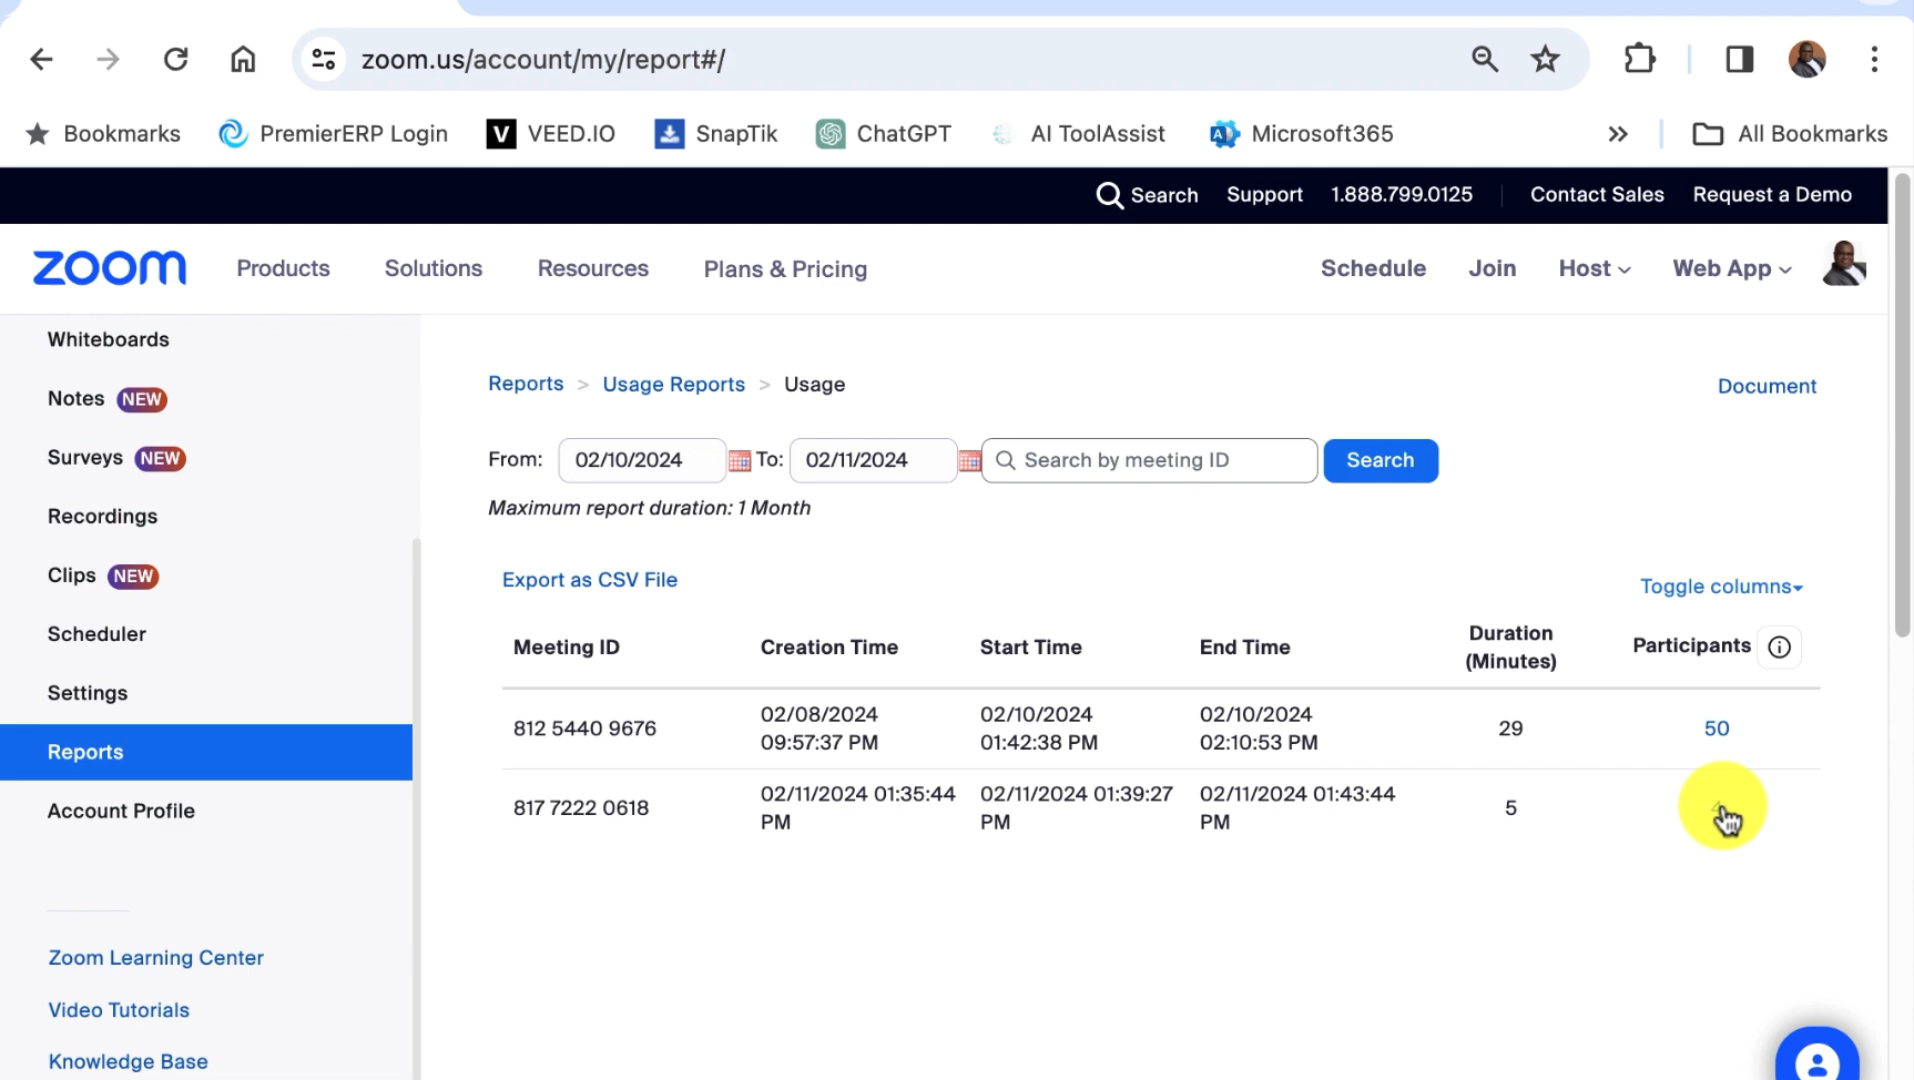 zoom.us/account/my/report#/
Bookmarks PremierERP Login V VEED.IO SnapTik ChatGPT AI ToolAssist Microsoft365 All Bookmarks
Search Support 1.888.799.0125 Contact Sales Request a Demo
zoom Products Solutions Resources Plans & Pricing Schedule Join Host Web App
Whiteboards
Notes NEW
Surveys NEW
Recordings
Clips NEW
Scheduler
Settings
Reports
Account Profile
Zoom Learning Center
Video Tutorials
Knowledge Base
Reports > Usage Reports > Usage Document
From: 02/10/2024 To: 02/11/2024 Search by meeting ID Search
Maximum report duration: 1 Month
Export as CSV File
Toggle columns
Meeting ID Creation Time Start Time End Time Duration (Minutes) Participants
812 5440 9676 02/08/2024 09:57:37 PM 02/10/2024 01:42:38 PM 02/10/2024 02:10:53 PM 29 50
817 7222 0618 02/11/2024 01:35:44 PM 02/11/2024 01:39:27 PM 02/11/2024 01:43:44 PM 5